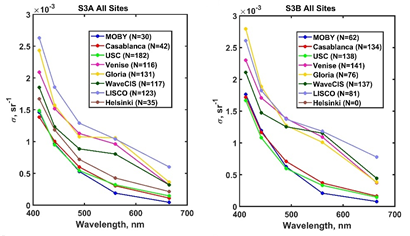 S3A All Sites
×10⁻³
3
2.5
2
1.5
1
0.5
0
σ, sr⁻¹
MOBY (N=30)
Casablanca (N=42)
USC (N=182)
Venise (N=116)
Gloria (N=131)
WaveCIS (N=117)
LISCO (N=123)
Helsinki (N=35)
400 500 600 700
Wavelength, nm
S3B All Sites
×10⁻³
3
2.5
2
1.5
1
0.5
0
σ, sr⁻¹
MOBY (N=62)
Casablanca (N=134)
USC (N=138)
Venise (N=141)
Gloria (N=76)
WaveCIS (N=137)
LISCO (N=81)
Helsinki (N=0)
400 500 600 700
Wavelength, nm